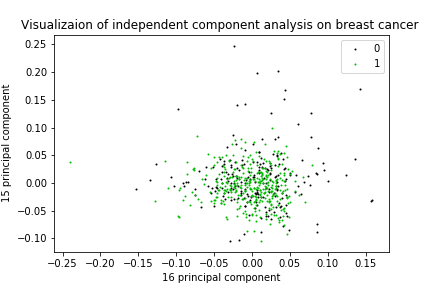 Visualizaion of independent component analysis on breast cancer
0.25
0.20
0.15
0.10
0.05
0.00
−0.05
−0.10
15 principal component
0
1
−0.25 −0.20 −0.15 −0.10 −0.05 0.00 0.05 0.10 0.15
16 principal component